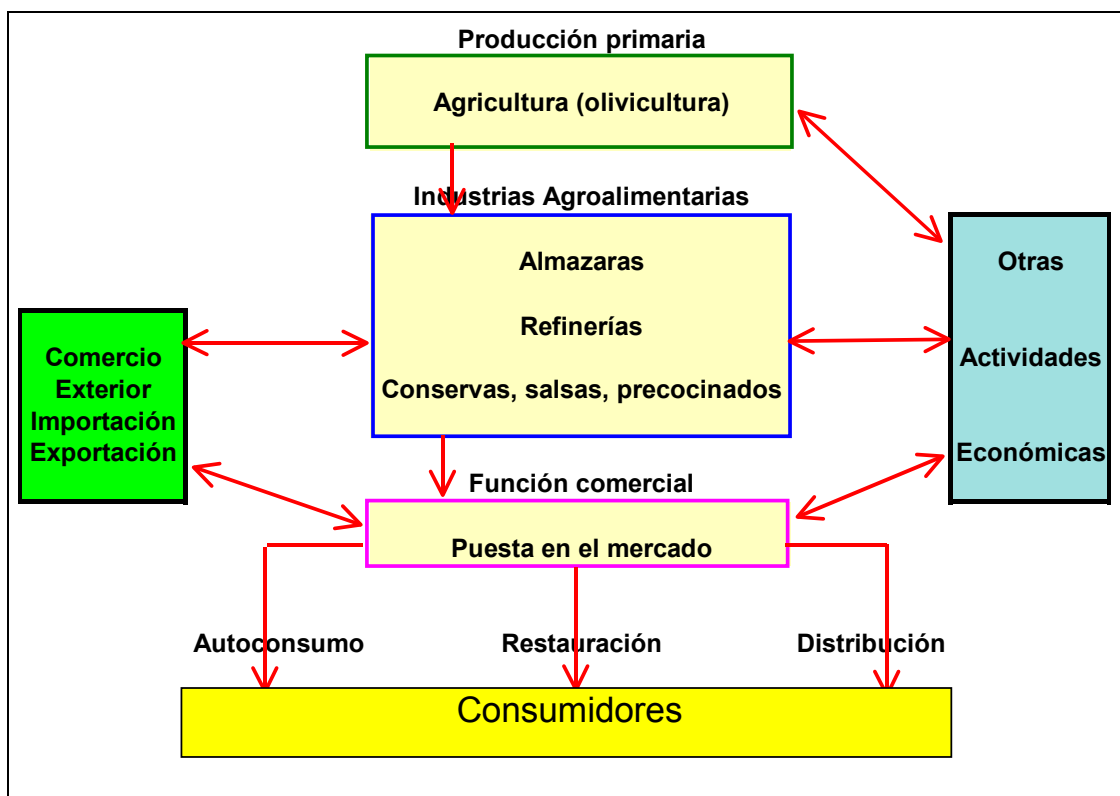 Producción primaria
Agricultura (olivicultura)
Industrias Agroalimentarias
Almazaras
Refinerías
Conservas, salsas, precocinados
Comercio
Exterior
Importación
Exportación
Otras
Actividades
Económicas
Función comercial
Puesta en el mercado
Autoconsumo
Restauración
Distribución
Consumidores